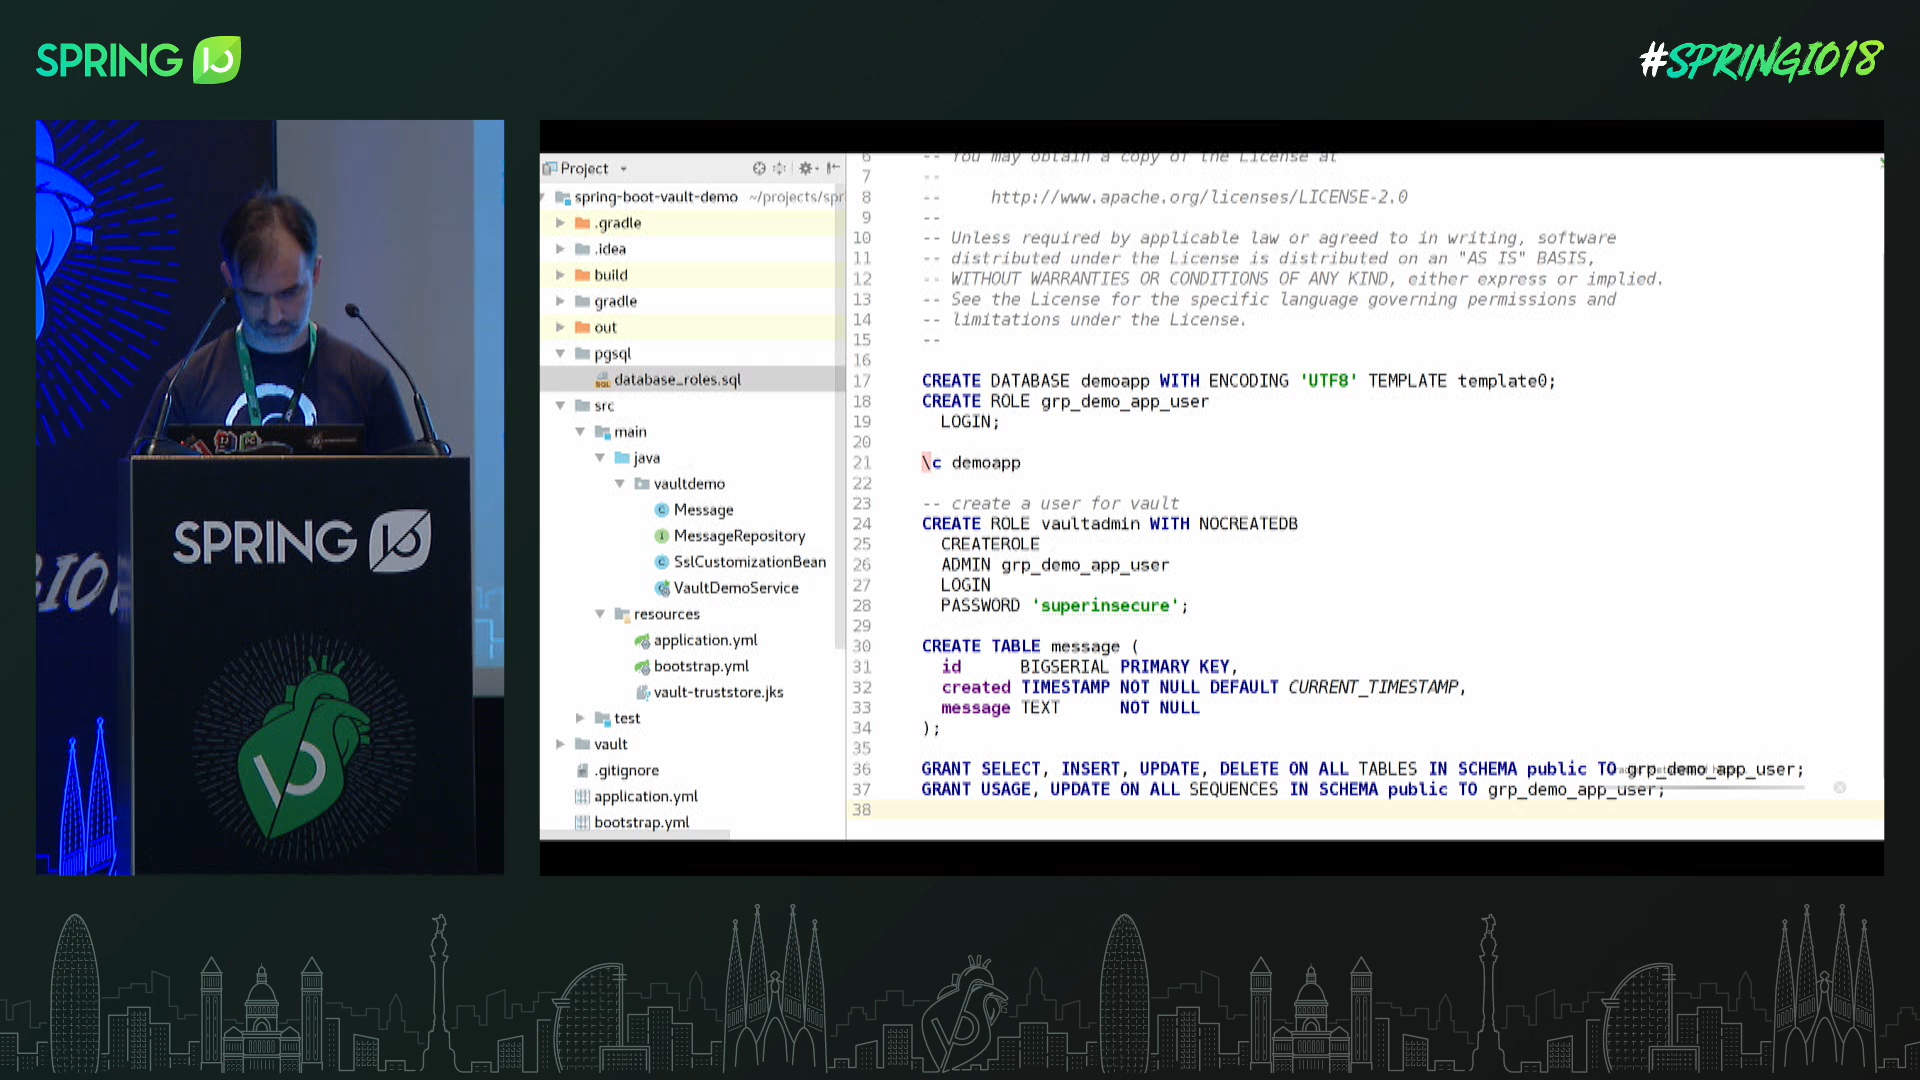 SPRING IO
#SPRINGIO18
SPRING IO
GIO
Project
spring-boot-vault-demo ~/projects/spr
.gradle
.idea
build
gradle
out
pgsql
database_roles.sql
src
main
java
vaultdemo
Message
MessageRepository
SslCustomizationBean
VaultDemoService
resources
application.yml
bootstrap.yml
vault-truststore.jks
test
vault
.gitignore
application.yml
bootstrap.yml
6 -- You may obtain a copy of the License at
7 --
8 -- http://www.apache.org/licenses/LICENSE-2.0
9 --
10 -- Unless required by applicable law or agreed to in writing, software
11 -- distributed under the License is distributed on an "AS IS" BASIS,
12 -- WITHOUT WARRANTIES OR CONDITIONS OF ANY KIND, either express or implied.
13 -- See the License for the specific language governing permissions and
14 -- limitations under the License.
15 --
16
17 CREATE DATABASE demoapp WITH ENCODING 'UTF8' TEMPLATE template0;
18 CREATE ROLE grp_demo_app_user
19 LOGIN;
20
21 \c demoapp
22
23 -- create a user for vault
24 CREATE ROLE vaultadmin WITH NOCREATEDB
25 CREATEROLE
26 ADMIN grp_demo_app_user
27 LOGIN
28 PASSWORD 'superinsecure';
29
30 CREATE TABLE message (
31 id BIGSERIAL PRIMARY KEY,
32 created TIMESTAMP NOT NULL DEFAULT CURRENT_TIMESTAMP,
33 message TEXT NOT NULL
34 );
35
36 GRANT SELECT, INSERT, UPDATE, DELETE ON ALL TABLES IN SCHEMA public TO grp_demo_app_user;
37 GRANT USAGE, UPDATE ON ALL SEQUENCES IN SCHEMA public TO grp_demo_app_user;
38